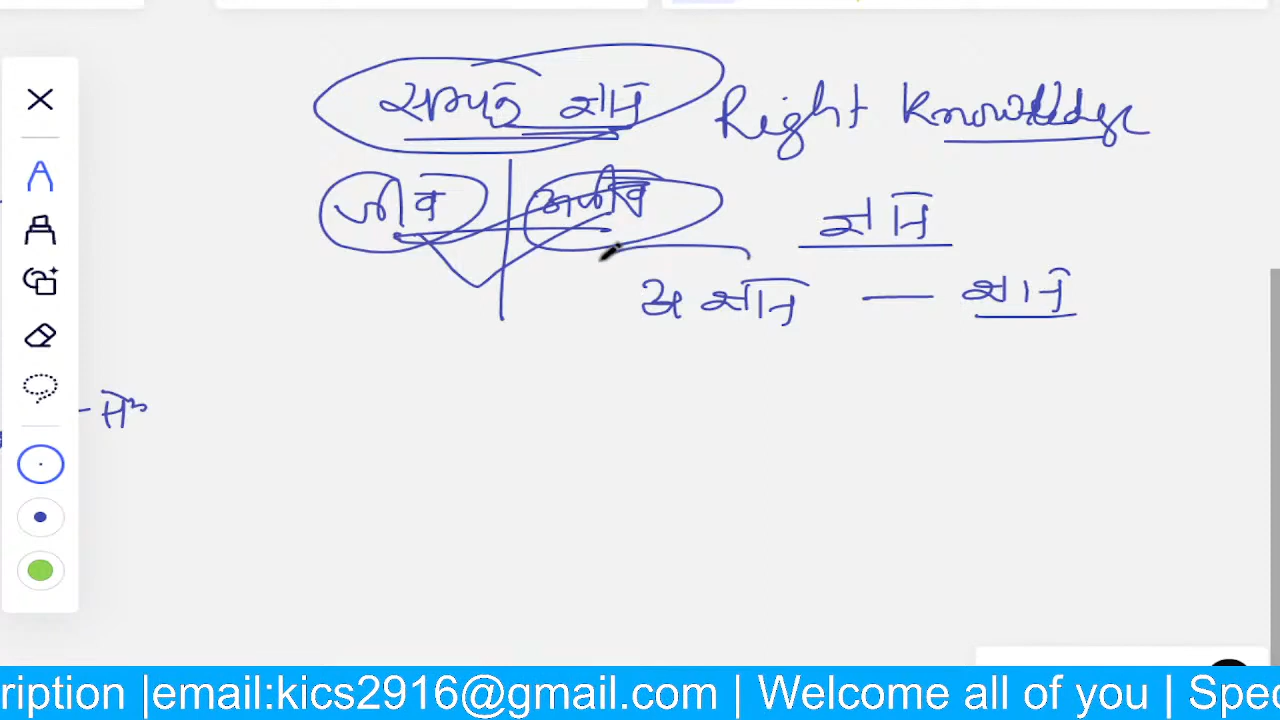 सम्यक् ज्ञान Right Knowledge
जीव अजीव ज्ञान
अज्ञान — ज्ञान
ription |email:kics2916@gmail.com | Welcome all of you | Spec